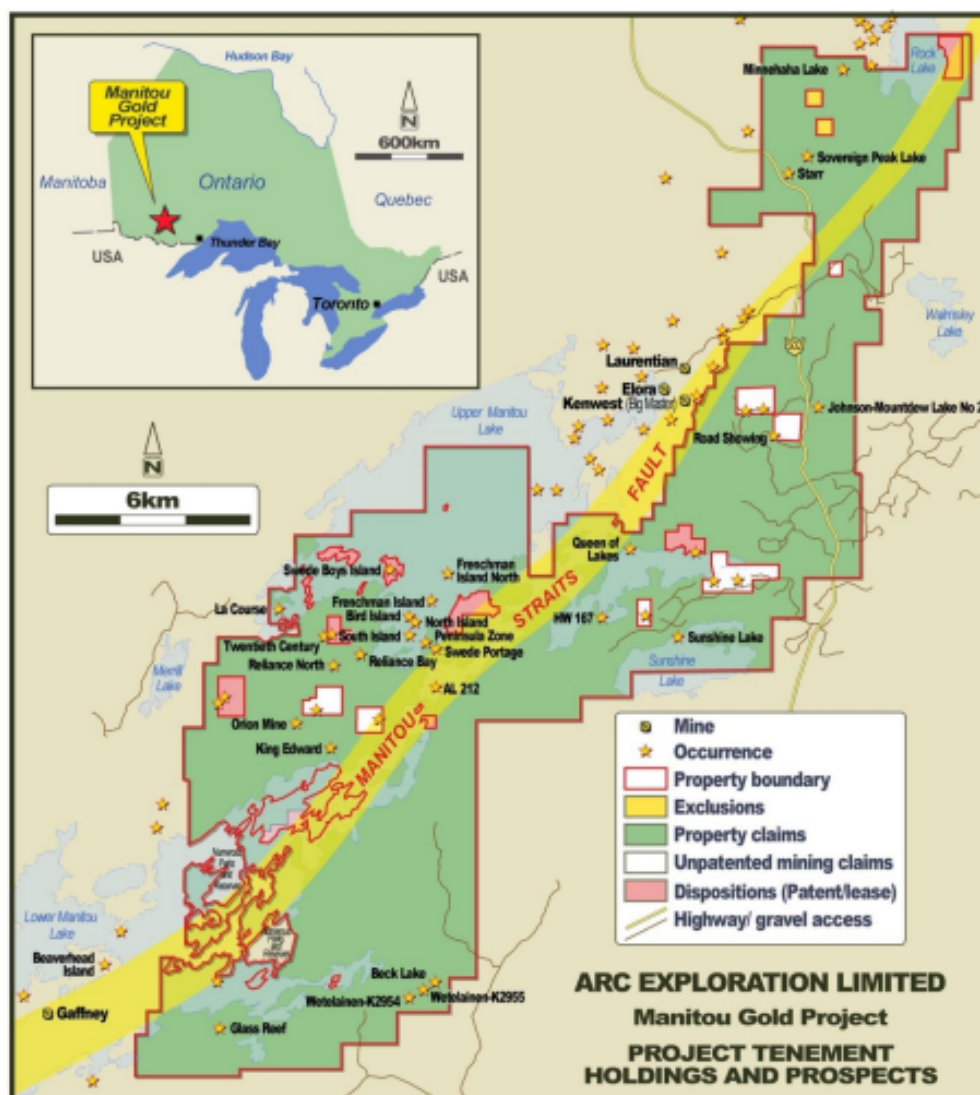 Hudson Bay
Manitou
Gold
Project
N
600km
Manitoba
Ontario
Quebec
USA
Thunder Bay
USA
Toronto
Rock
Lake
Minnehaha Lake
Sovereign Peak Lake
Starr
Laurentian
Elora
Kenwest (Big Master)
Upper Manitou
Lake
Johnson-Mountdew Lake No 2
Road Showing
N
6km
FAULT
STRAITS
MANITOU
Queen of
Lakes
Swede Boys Island
Frenchman
Island North
La Course
Frenchman Island
Bird Island
North Island
HW 167
South Island
Peninsula Zone
Twentieth Century
Swede Portage
Sunshine Lake
Reliance North
Reliance Bay
Merrill
Lake
Sunshine
Lake
AL 212
Orion Mine
King Edward
Lower Manitou
Lake
Beaverhead
Island
Gaffney
Beck Lake
Wetelainen-K2954
Wetelainen-K2955
Glass Reef
Mine
Occurrence
Property boundary
Exclusions
Property claims
Unpatented mining claims
Dispositions (Patent/lease)
Highway/ gravel access
ARC EXPLORATION LIMITED
Manitou Gold Project
PROJECT TENEMENT
HOLDINGS AND PROSPECTS